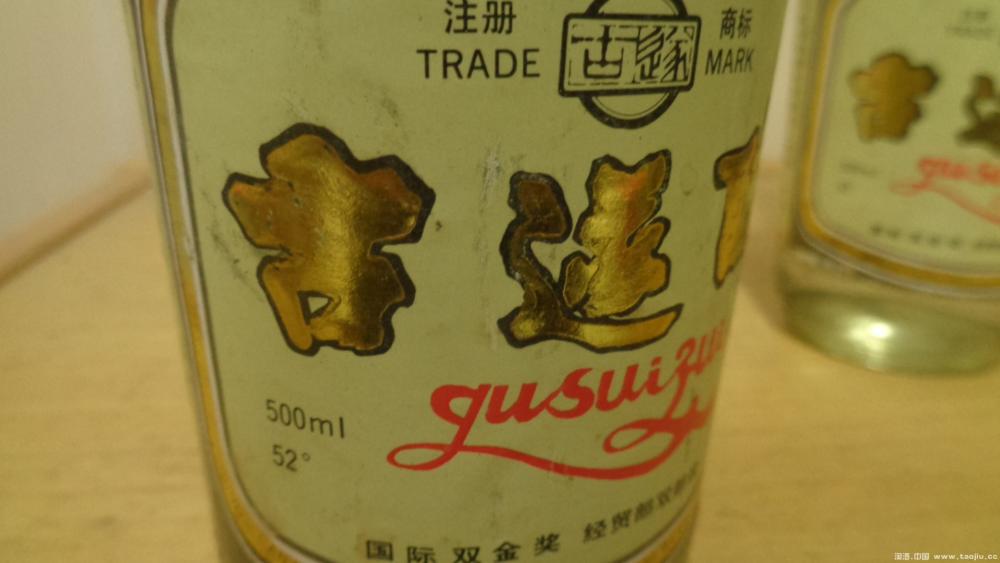 注册 商标
TRADE 古遂 MARK
古遂
gusuizui
500ml
52°
国际双金奖 经贸部双
淘酒.中国 www.taojiu.cc